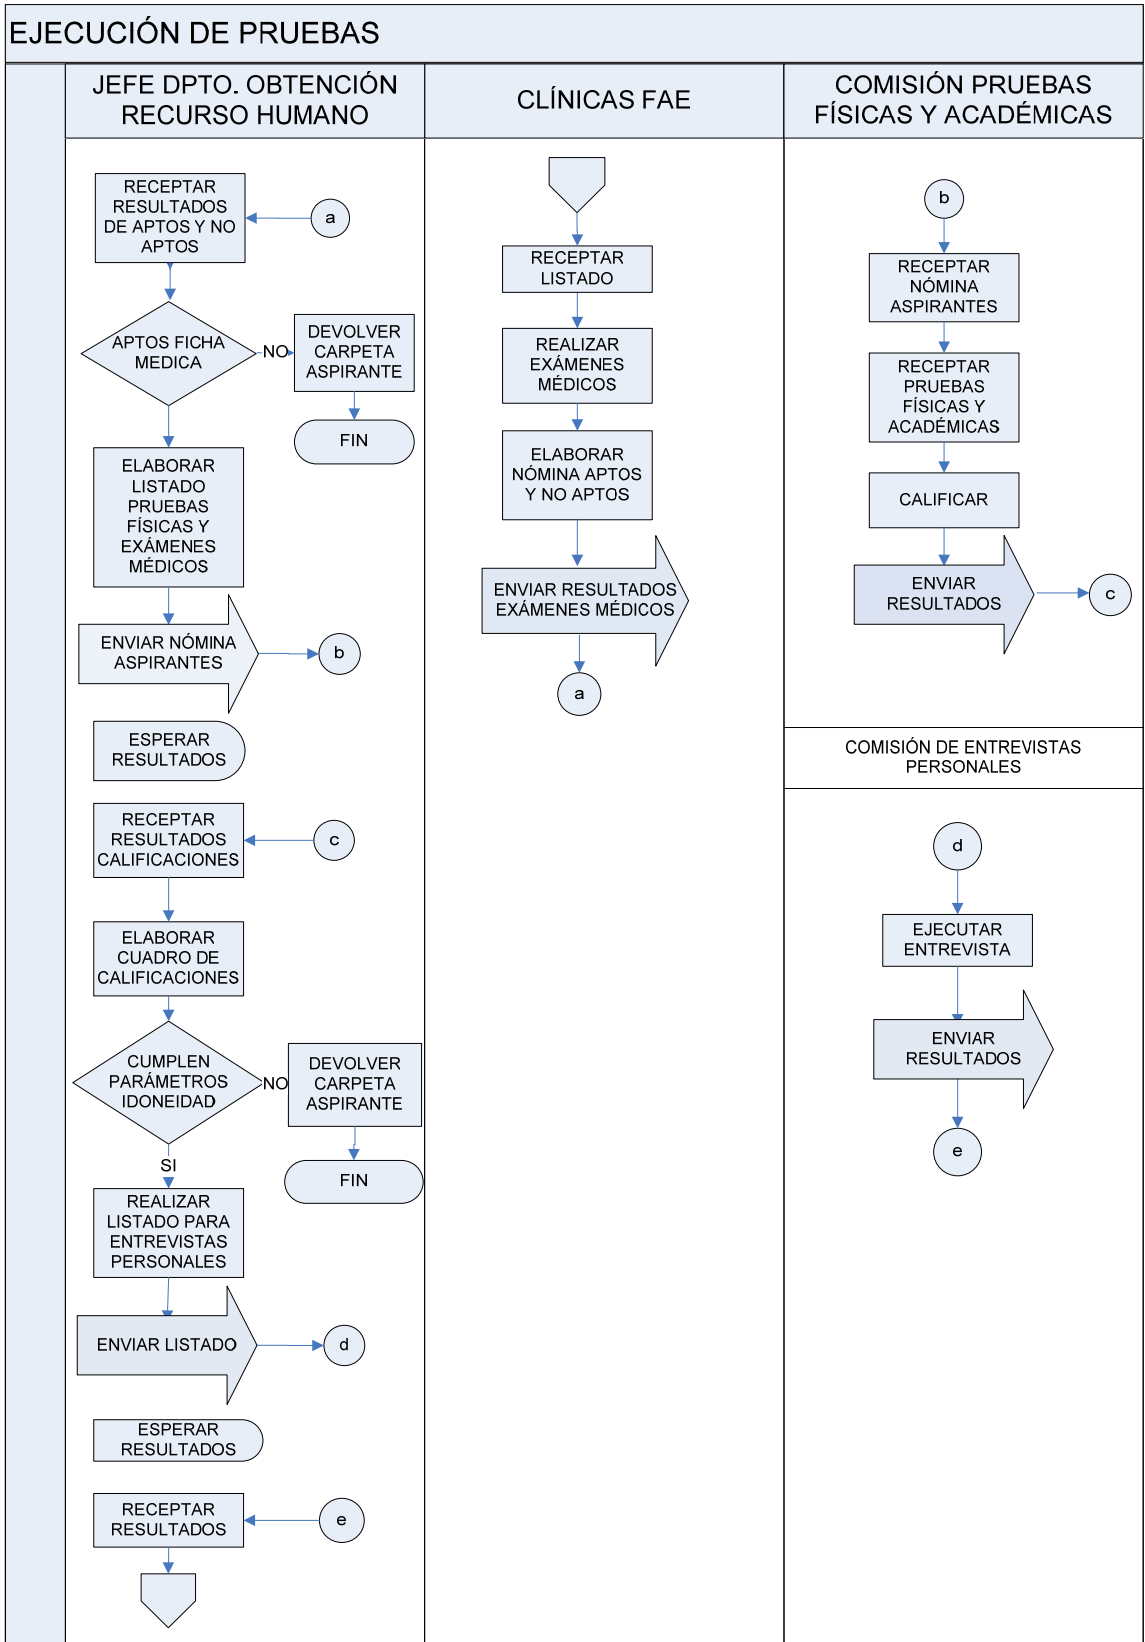 EJECUCIÓN DE PRUEBAS
JEFE DPTO. OBTENCIÓN
RECURSO HUMANO
RECEPTAR
RESULTADOS
DE APTOS Y NO
APTOS
a
APTOS FICHA
MEDICA
NO
DEVOLVER
CARPETA
ASPIRANTE
FIN
ELABORAR
LISTADO
PRUEBAS
FÍSICAS Y
EXÁMENES
MÉDICOS
ENVIAR NÓMINA
ASPIRANTES
b
ESPERAR
RESULTADOS
RECEPTAR
RESULTADOS
CALIFICACIONES
c
ELABORAR
CUADRO DE
CALIFICACIONES
CUMPLEN
PARÁMETROS
IDONEIDAD
NO
DEVOLVER
CARPETA
ASPIRANTE
FIN
SI
REALIZAR
LISTADO PARA
ENTREVISTAS
PERSONALES
ENVIAR LISTADO
d
ESPERAR
RESULTADOS
RECEPTAR
RESULTADOS
e
CLÍNICAS FAE
RECEPTAR
LISTADO
REALIZAR
EXÁMENES
MÉDICOS
ELABORAR
NÓMINA APTOS
Y NO APTOS
ENVIAR RESULTADOS
EXÁMENES MÉDICOS
a
COMISIÓN PRUEBAS
FÍSICAS Y ACADÉMICAS
b
RECEPTAR
NÓMINA
ASPIRANTES
RECEPTAR
PRUEBAS
FÍSICAS Y
ACADÉMICAS
CALIFICAR
ENVIAR
RESULTADOS
c
COMISIÓN DE ENTREVISTAS
PERSONALES
d
EJECUTAR
ENTREVISTA
ENVIAR
RESULTADOS
e